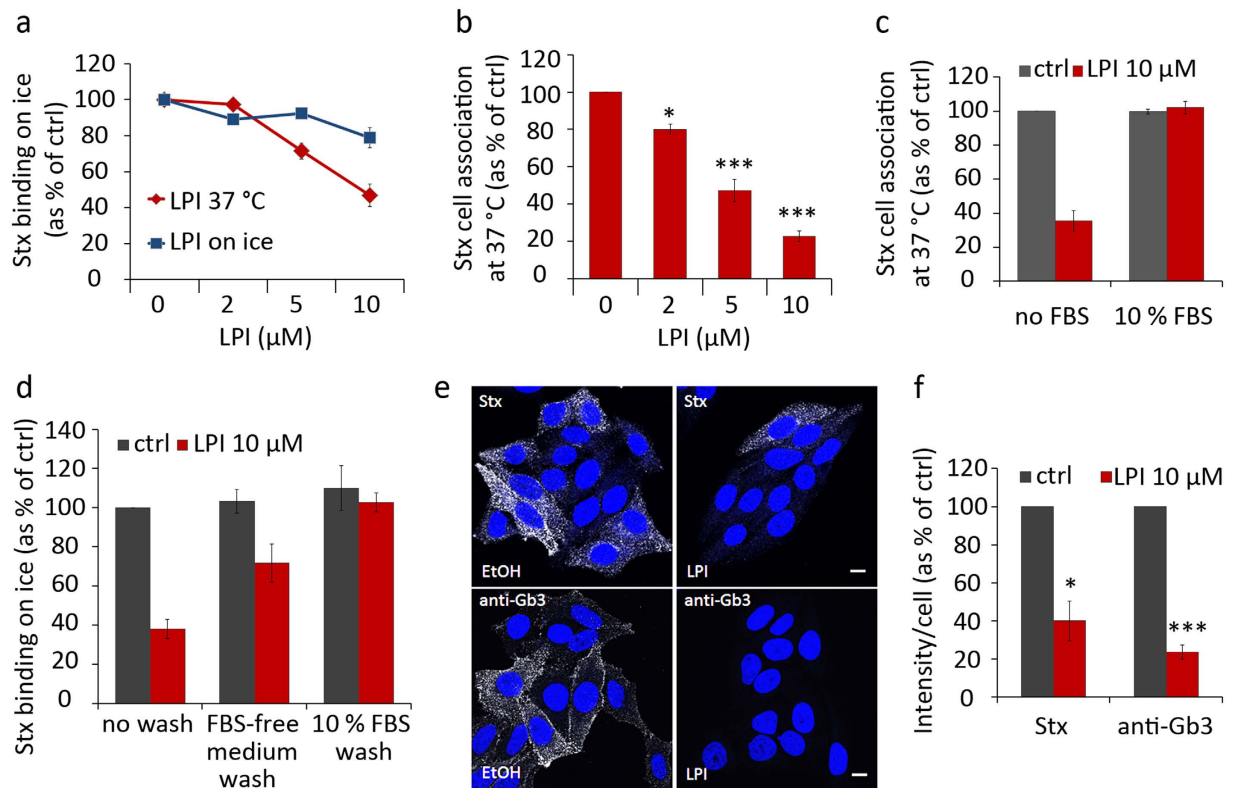 a
Stx binding on ice
(as % of ctrl)
120
100
80
60
40
20
0
LPI 37 °C
LPI on ice
0 2 5 10
LPI (µM)
b
Stx cell association
at 37 °C (as % of ctrl)
120
100
80
60
40
20
0
*
***
***
0 2 5 10
LPI (µM)
c
Stx cell association
at 37 °C (as % of ctrl)
120
100
80
60
40
20
0
ctrl LPI 10 µM
no FBS 10 % FBS
d
Stx binding on ice (as % of ctrl)
140
120
100
80
60
40
20
0
ctrl LPI 10 µM
no wash FBS-free 10 % FBS
medium wash
wash
e
Stx Stx
EtOH LPI
anti-Gb3 anti-Gb3
EtOH LPI
f
Intensity/cell (as % of ctrl)
120
100
80
60
40
20
0
ctrl LPI 10 µM
*
***
Stx anti-Gb3